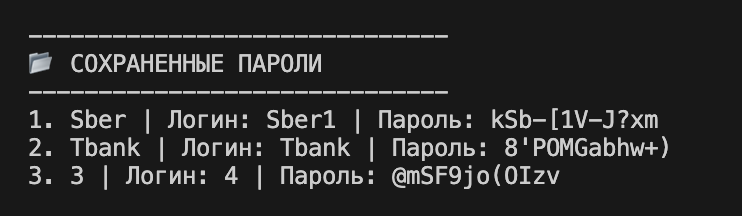 ------------------------------
📂 СОХРАНЕННЫЕ ПАРОЛИ
------------------------------
1. Sber | Логин: Sber1 | Пароль: kSb-[1V-J?xm
2. Tbank | Логин: Tbank | Пароль: 8'POMGabhw+)
3. 3 | Логин: 4 | Пароль: @mSF9jo(OIzv